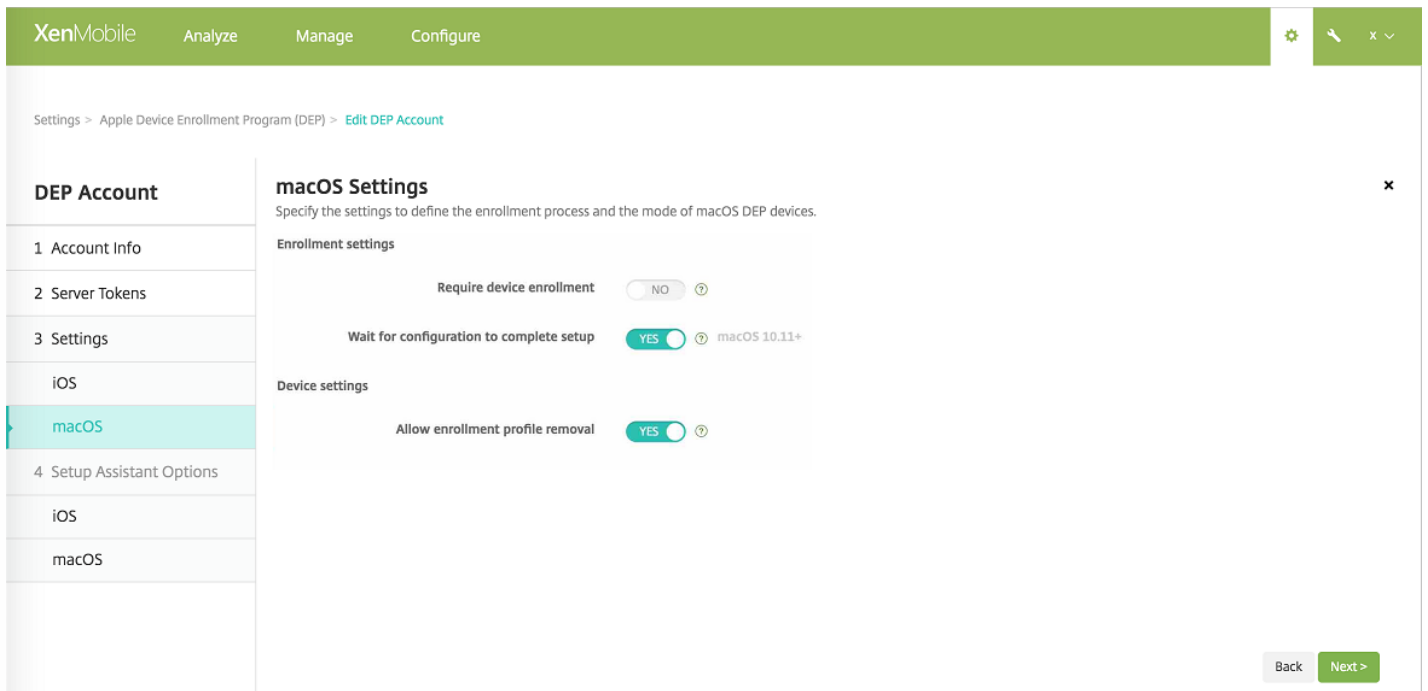 XenMobile Analyze Manage Configure X
Settings > Apple Device Enrollment Program (DEP) > Edit DEP Account
DEP Account
1 Account Info
2 Server Tokens
3 Settings
iOS
macOS
4 Setup Assistant Options
iOS
macOS
macOS Settings
Specify the settings to define the enrollment process and the mode of macOS DEP devices.
Enrollment settings
Require device enrollment NO ?
Wait for configuration to complete setup YES ? macOS 10.11+
Device settings
Allow enrollment profile removal YES ?
Back Next >